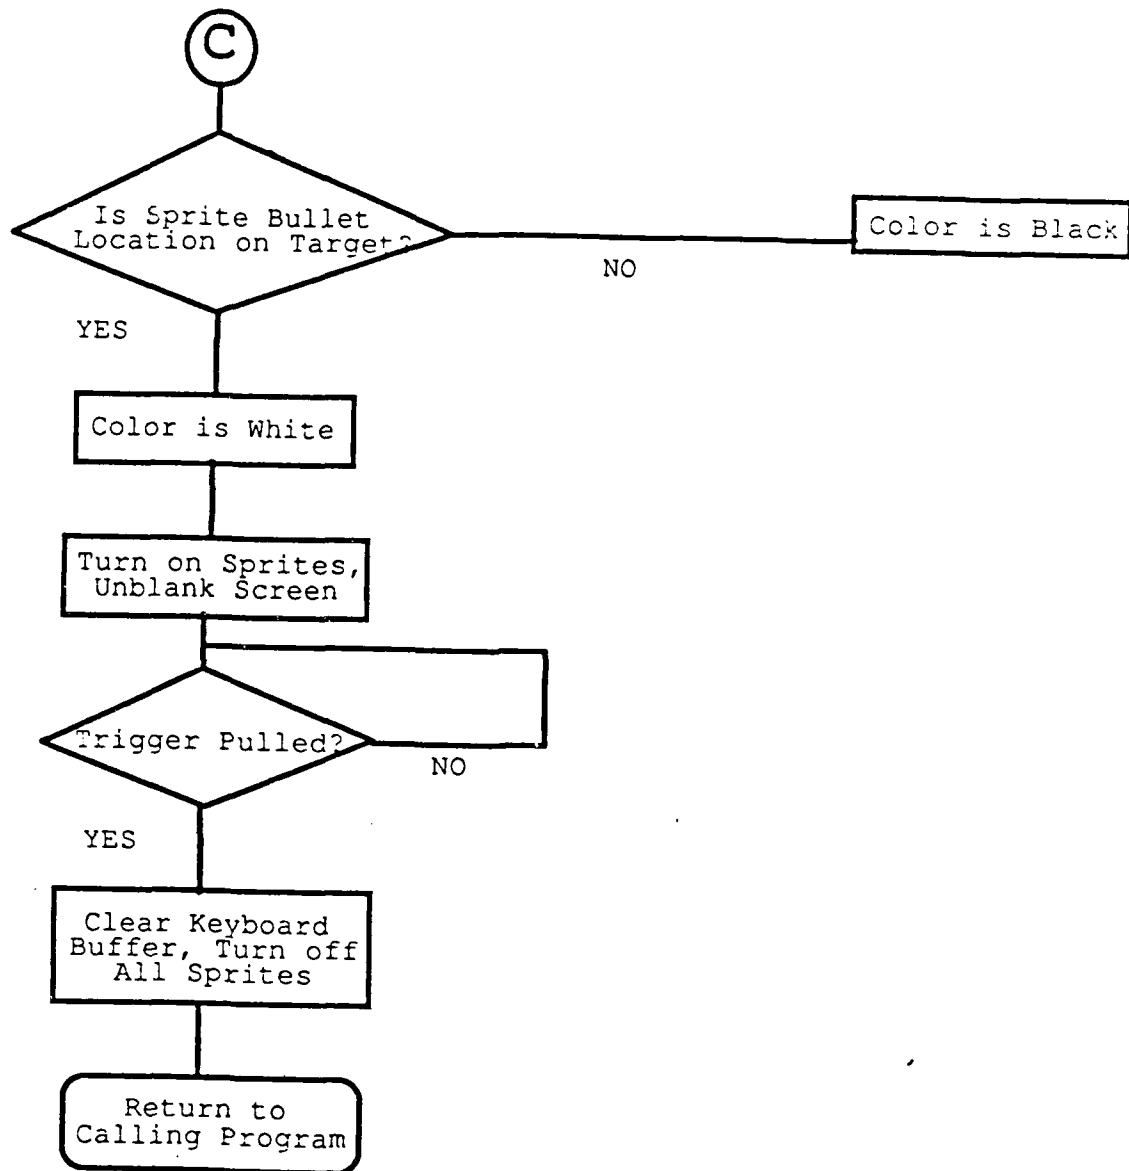 C
Is Sprite Bullet
Location on Target?
NO
Color is Black
YES
Color is White
Turn on Sprites,
Unblank Screen
Trigger Pulled?
NO
YES
Clear Keyboard
Buffer, Turn off
All Sprites
Return to
Calling Program